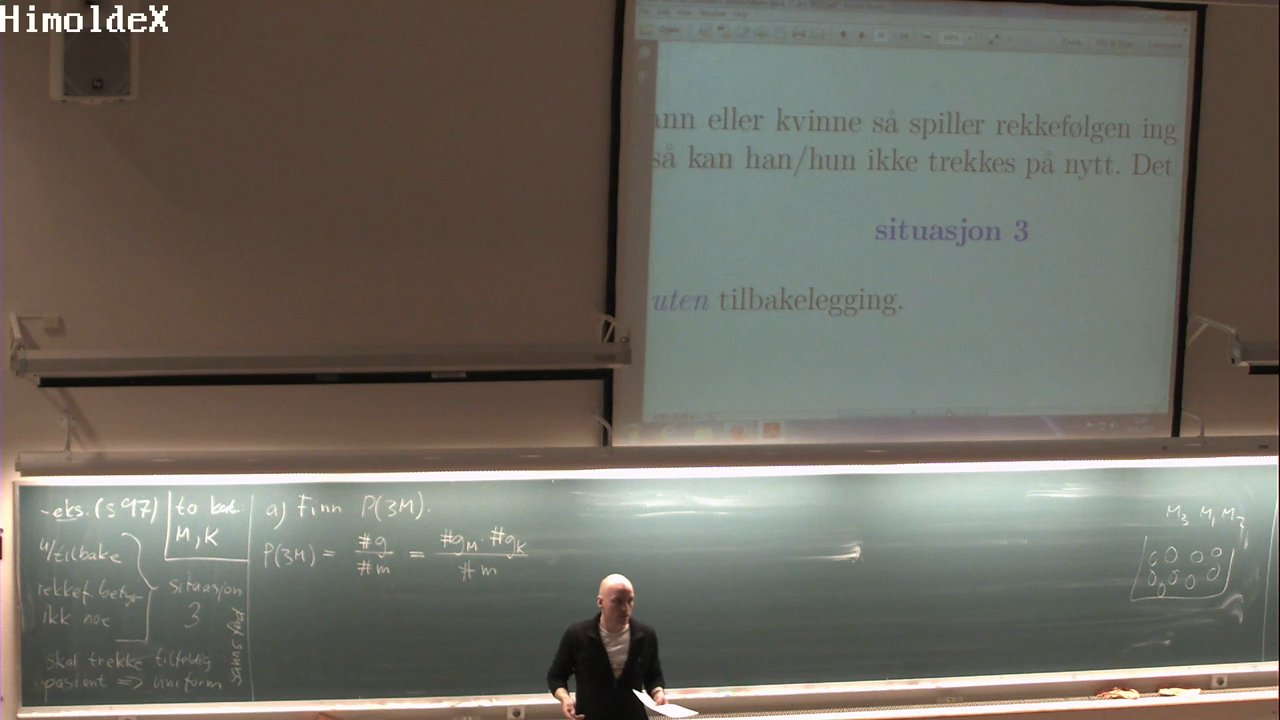 HimoldeX
ann eller kvinne så spiller rekkefølgen ing
så kan han/hun ikke trekkes på nytt. Det
situasjon 3
uten tilbakelegging.
-eks. (s 97)
to kat.
M, K
u/tilbake
rekkef. betyr
ikk noe
situasjon
3
skal trekke tilfeldig
pasient => uniform
a) Finn P(3M).
P(3M) = #g / #m = #g_M · #g_K / #m
M₃ M₁ M₂